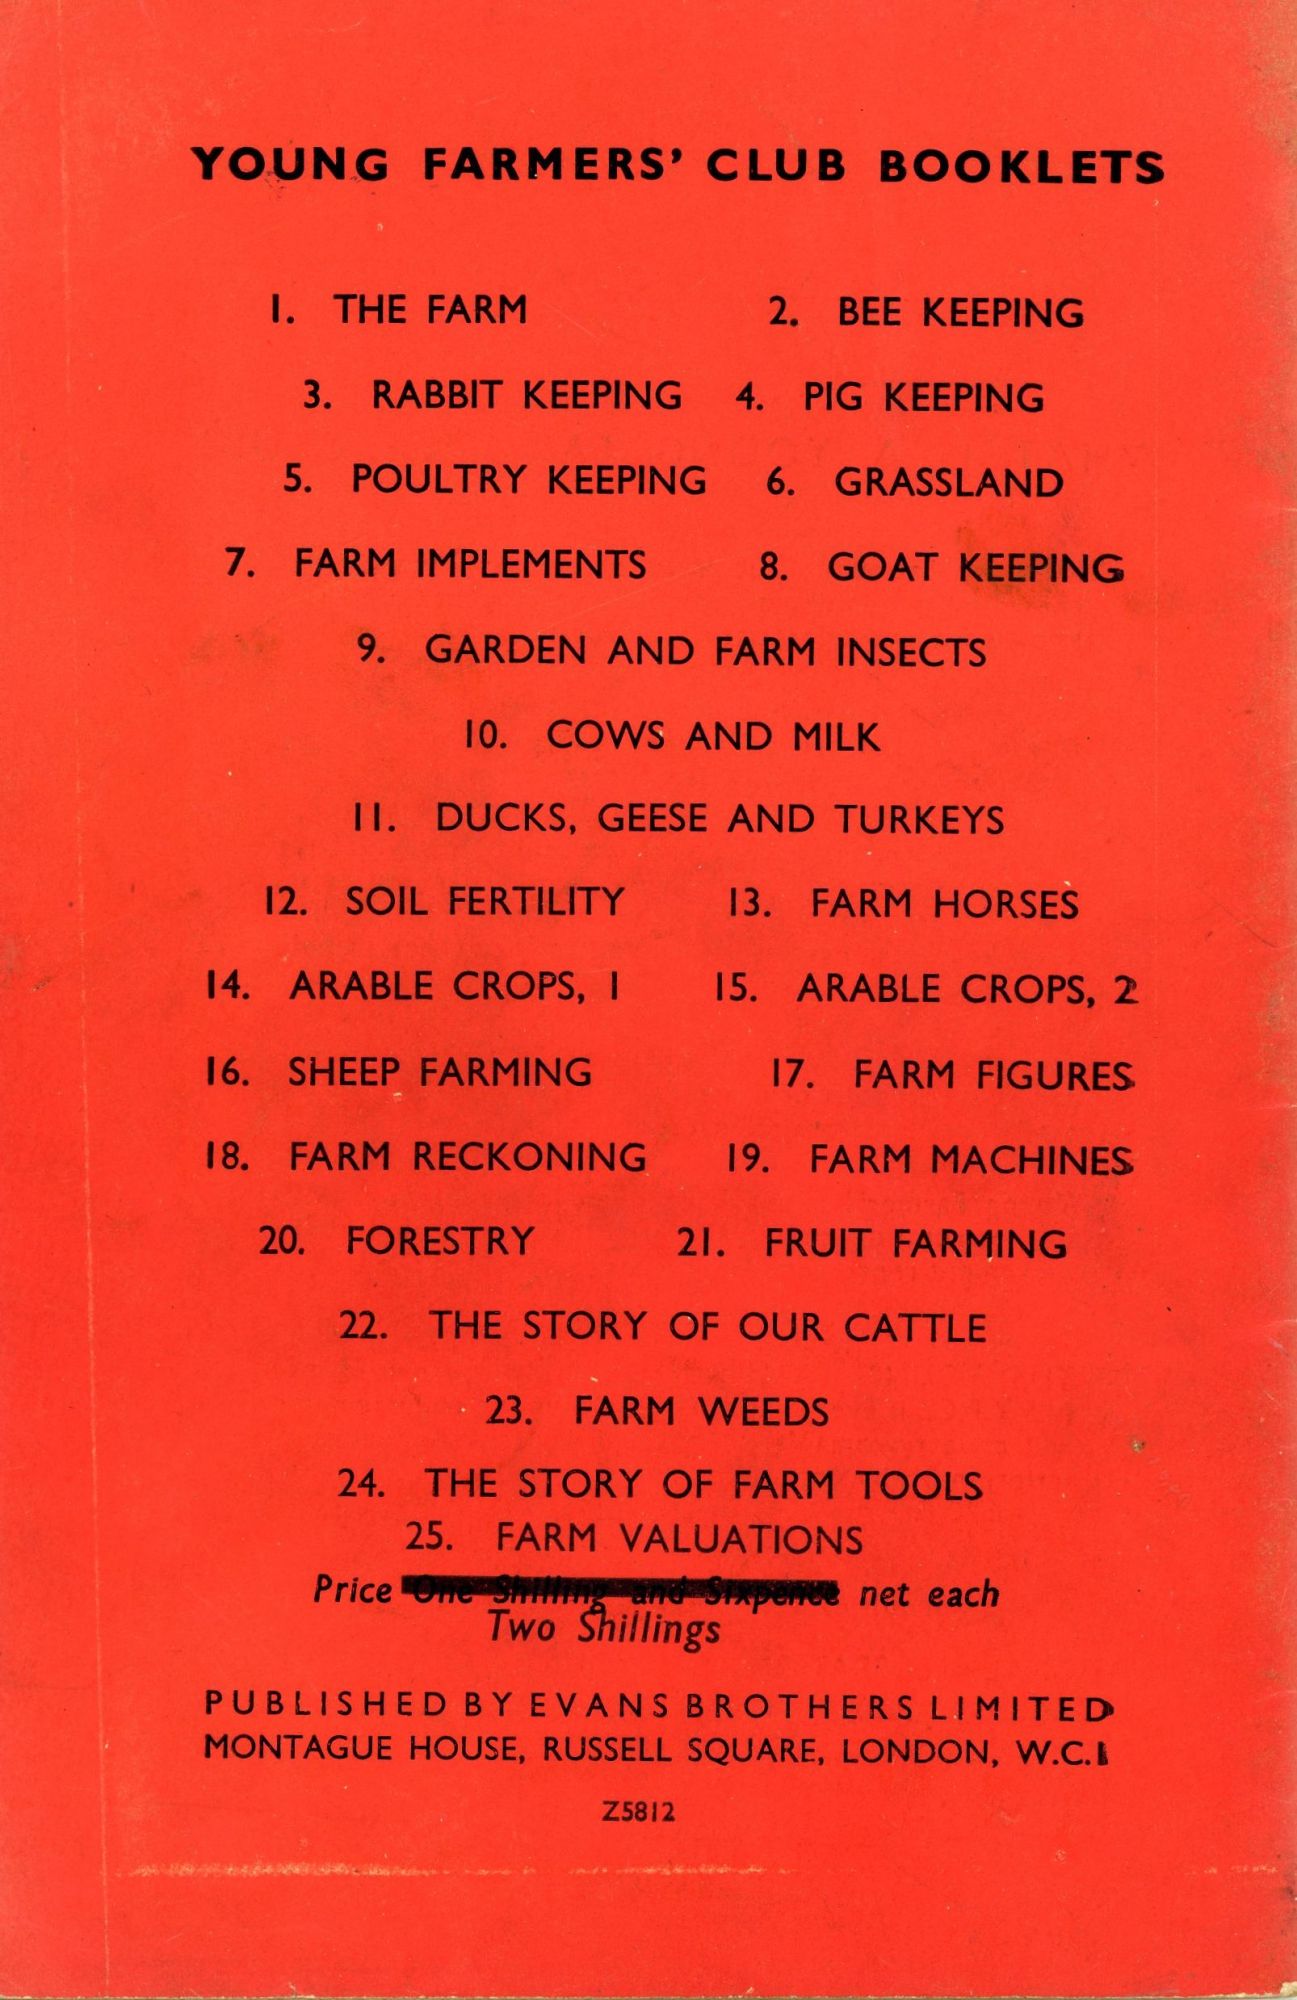 YOUNG FARMERS' CLUB BOOKLETS
1. THE FARM 2. BEE KEEPING
3. RABBIT KEEPING 4. PIG KEEPING
5. POULTRY KEEPING 6. GRASSLAND
7. FARM IMPLEMENTS 8. GOAT KEEPING
9. GARDEN AND FARM INSECTS
10. COWS AND MILK
11. DUCKS, GEESE AND TURKEYS
12. SOIL FERTILITY 13. FARM HORSES
14. ARABLE CROPS, 1 15. ARABLE CROPS, 2
16. SHEEP FARMING 17. FARM FIGURES
18. FARM RECKONING 19. FARM MACHINES
20. FORESTRY 21. FRUIT FARMING
22. THE STORY OF OUR CATTLE
23. FARM WEEDS
24. THE STORY OF FARM TOOLS
25. FARM VALUATIONS
Price One Shilling and Sixpence net each
Two Shillings
PUBLISHED BY EVANS BROTHERS LIMITED
MONTAGUE HOUSE, RUSSELL SQUARE, LONDON, W.C.1
Z5812